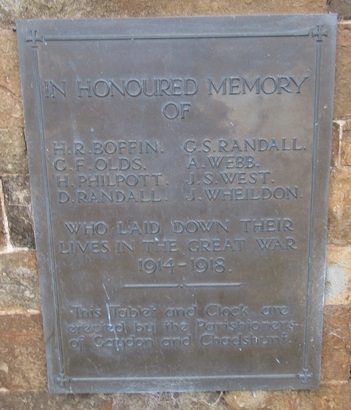 IN HONOURED MEMORY
OF
H.R.BOFFIN. G.S.RANDALL.
G.F.OLDS. A.WEBB.
H.PHILPOTT. J.S.WEST.
D.RANDALL. J.WHEILDON.
WHO LAID DOWN THEIR
LIVES IN THE GREAT WAR
1914-1918.
This Tablet and Clock are
erected by the Parishioners
of Gaydon and Chadshunt.